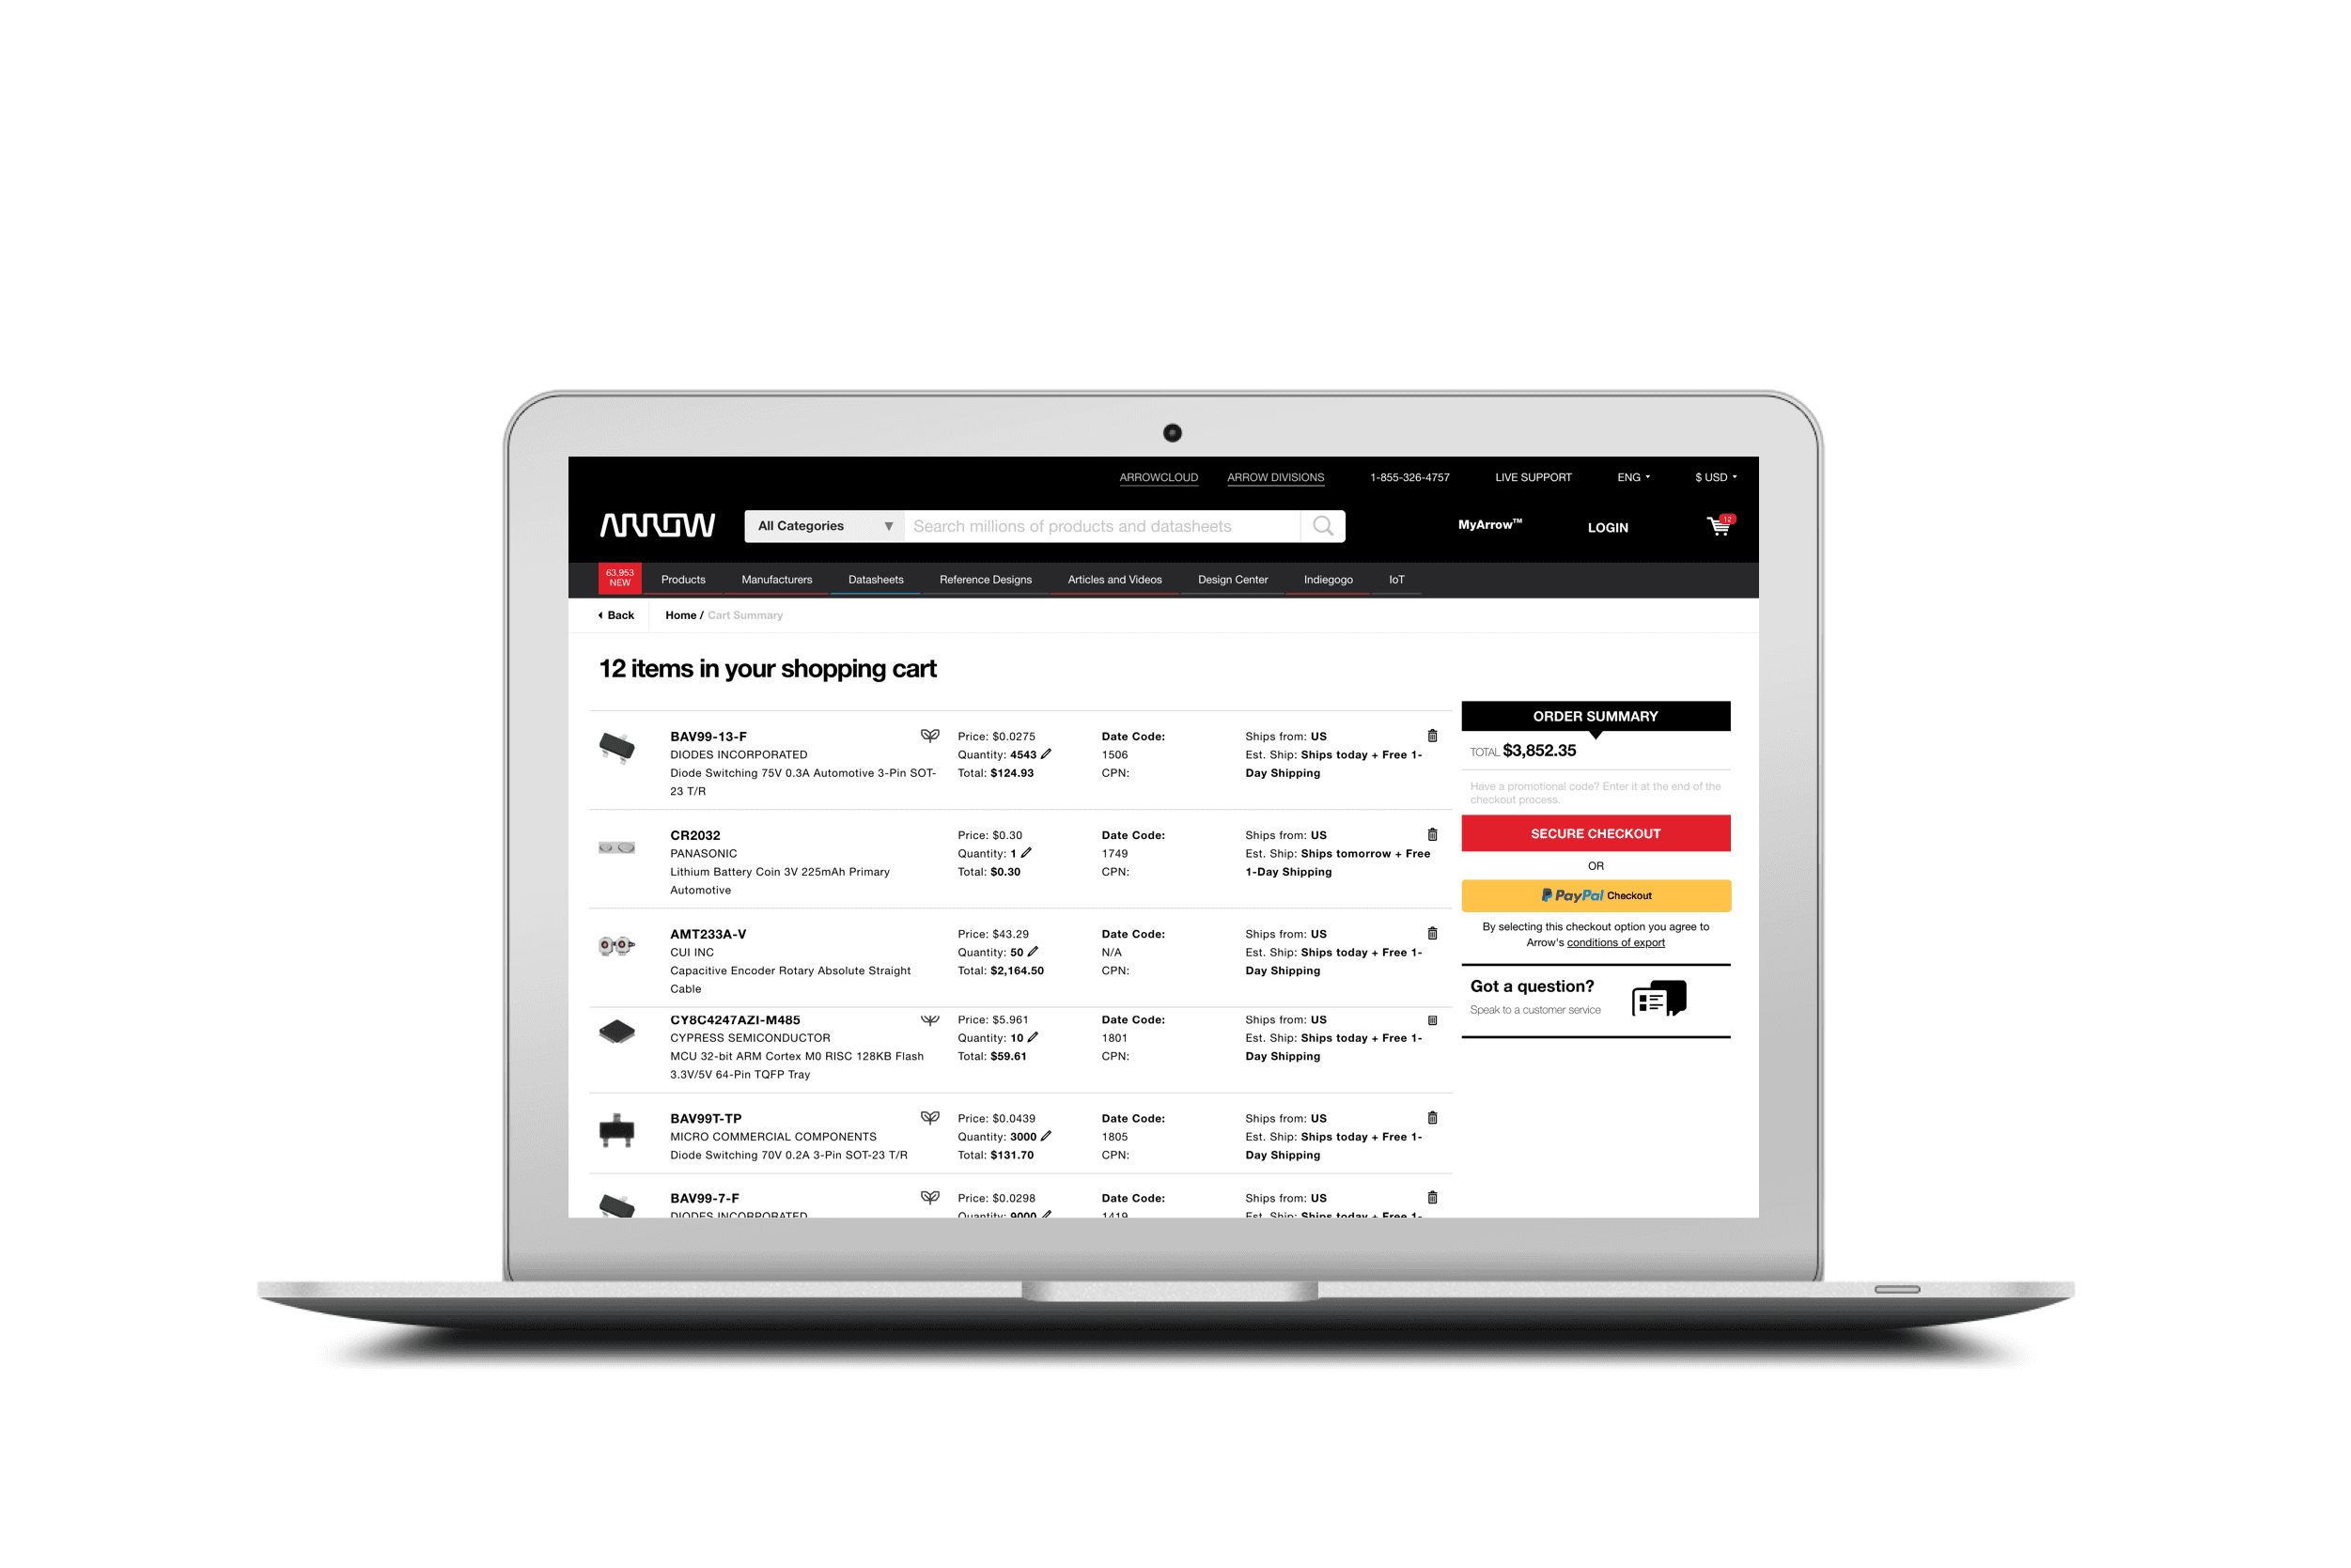 ARROWCLOUD ARROW DIVISIONS 1-855-326-4757 LIVE SUPPORT ENG $ USD
ARROW All Categories Search millions of products and datasheets MyArrow™ LOGIN 12
63,953
NEW
Products Manufacturers Datasheets Reference Designs Articles and Videos Design Center Indiegogo IoT
Back Home / Cart Summary
12 items in your shopping cart
BAV99-13-F
DIODES INCORPORATED
Diode Switching 75V 0.3A Automotive 3-Pin SOT-
23 T/R
Price: $0.0275
Quantity: 4543
Total: $124.93
Date Code:
1506
CPN:
Ships from: US
Est. Ship: Ships today + Free 1-
Day Shipping
CR2032
PANASONIC
Lithium Battery Coin 3V 225mAh Primary
Automotive
Price: $0.30
Quantity: 1
Total: $0.30
Date Code:
1749
CPN:
Ships from: US
Est. Ship: Ships tomorrow + Free
1-Day Shipping
AMT233A-V
CUI INC
Capacitive Encoder Rotary Absolute Straight
Cable
Price: $43.29
Quantity: 50
Total: $2,164.50
Date Code:
N/A
CPN:
Ships from: US
Est. Ship: Ships today + Free 1-
Day Shipping
CY8C4247AZI-M485
CYPRESS SEMICONDUCTOR
MCU 32-bit ARM Cortex M0 RISC 128KB Flash
3.3V/5V 64-Pin TQFP Tray
Price: $5.961
Quantity: 10
Total: $59.61
Date Code:
1801
CPN:
Ships from: US
Est. Ship: Ships today + Free 1-
Day Shipping
BAV99T-TP
MICRO COMMERCIAL COMPONENTS
Diode Switching 70V 0.2A 3-Pin SOT-23 T/R
Price: $0.0439
Quantity: 3000
Total: $131.70
Date Code:
1805
CPN:
Ships from: US
Est. Ship: Ships today + Free 1-
Day Shipping
BAV99-7-F
DIODES INCORPORATED
Price: $0.0298
Quantity: 9000
Date Code:
1419
Ships from: US
Est. Ship: Ships today + Free 1-
ORDER SUMMARY
TOTAL $3,852.35
Have a promotional code? Enter it at the end of the
checkout process.
SECURE CHECKOUT
OR
PayPal Checkout
By selecting this checkout option you agree to
Arrow's conditions of export
Got a question?
Speak to a customer service